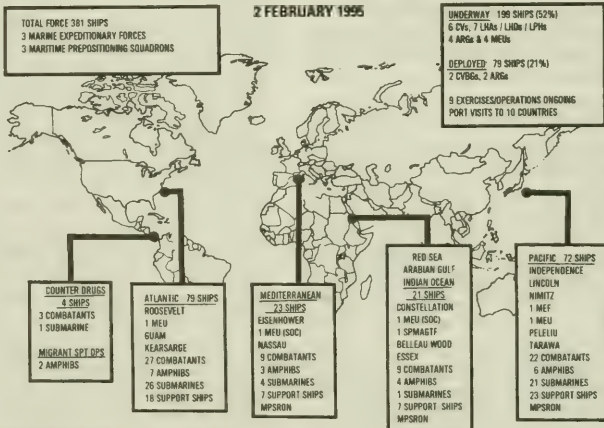 2 FEBRUARY 1995
TOTAL FORCE 381 SHIPS
3 MARINE EXPEDITIONARY FORCES
3 MARITIME PREPOSITIONING SQUADRONS
UNDERWAY 199 SHIPS (52%)
6 CVs, 7 LHAs / LHDs / LPHs
4 ARGs & 4 MEUs
DEPLOYED 79 SHIPS (21%)
2 CVBGs, 2 ARGs
9 EXERCISES/OPERATIONS ONGOING
PORT VISITS TO 10 COUNTRIES
COUNTER DRUGS
4 SHIPS
3 COMBATANTS
1 SUBMARINE
MIGRANT SPT OPS
2 AMPHIBS
ATLANTIC 79 SHIPS
ROOSEVELT
1 MEU
GUAM
KEARSARGE
27 COMBATANTS
7 AMPHIBS
26 SUBMARINES
18 SUPPORT SHIPS
MEDITERRANEAN
23 SHIPS
EISENHOWER
1 MEU (SOC)
NASSAU
9 COMBATANTS
3 AMPHIBS
4 SUBMARINES
7 SUPPORT SHIPS
MPSRON
RED SEA
ARABIAN GULF
INDIAN OCEAN
21 SHIPS
CONSTELLATION
1 MEU (SOC)
1 SPMAGTF
BELLEAU WOOD
ESSEX
9 COMBATANTS
4 AMPHIBS
1 SUBMARINES
7 SUPPORT SHIPS
MPSRON
PACIFIC 72 SHIPS
INDEPENDENCE
LINCOLN
NIMITZ
1 MEF
1 MEU
PELELIU
TARAWA
22 COMBATANTS
6 AMPHIBS
21 SUBMARINES
23 SUPPORT SHIPS
MPSRON